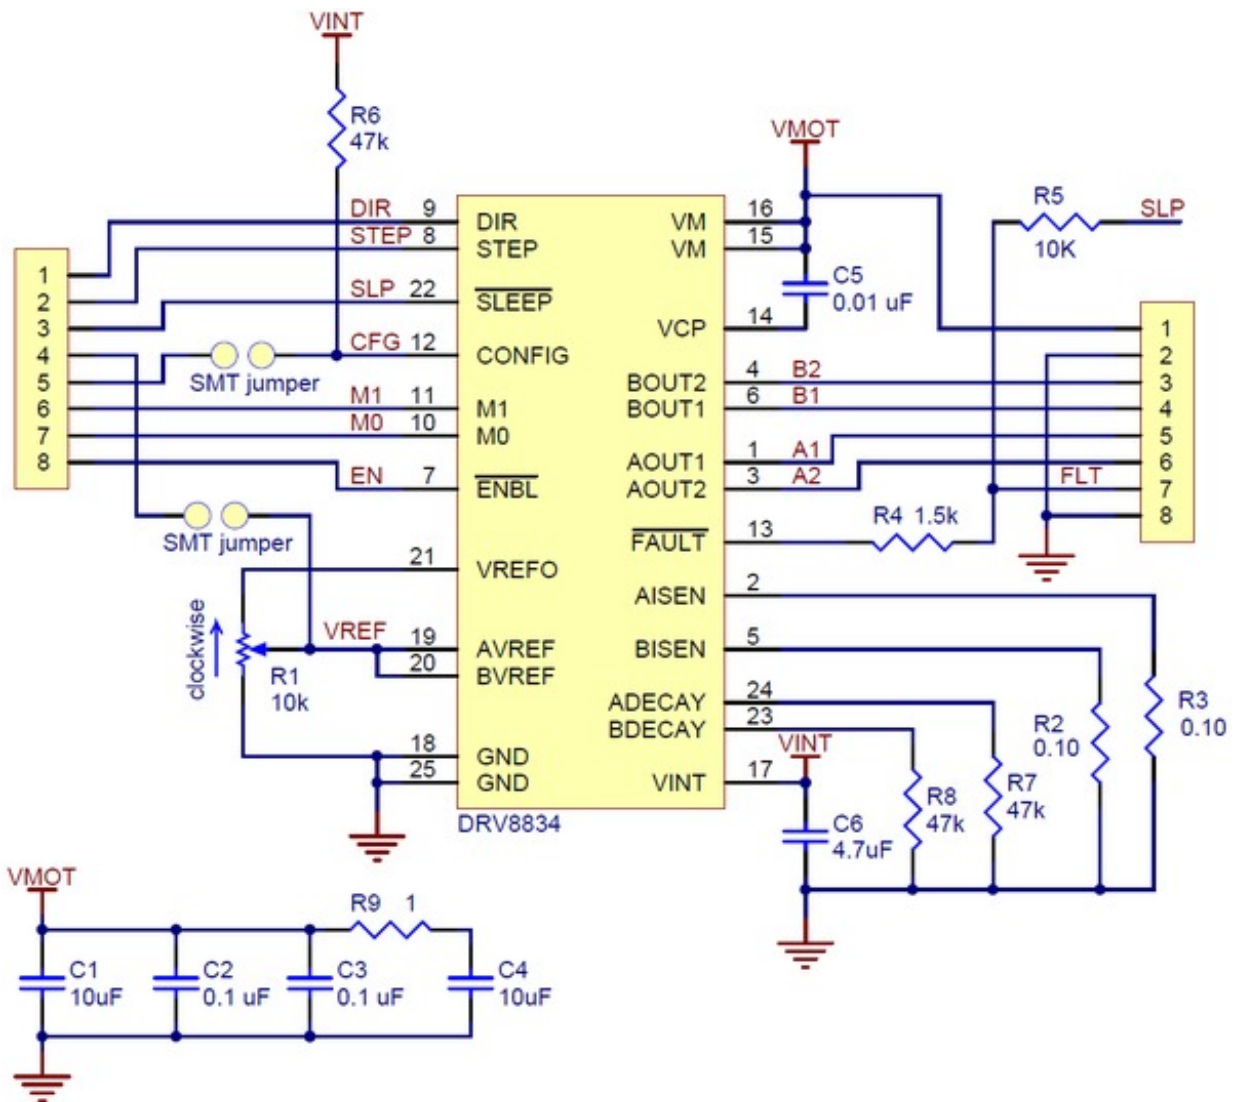 VINT
R6
47k
VMOT
DIR 9 DIR
STEP 8 STEP
SLP 22 SLEEP
CFG 12 CONFIG
M1 11 M1
M0 10 M0
EN 7 ENBL
21 VREFO
VREF 19 AVREF
20 BVREF
18 GND
25 GND
1
2
3
4
5
6
7
8
SMT jumper
SMT jumper
clockwise
R1
10k
VM 16
VM 15
VCP 14
BOUT2 4 B2
BOUT1 6 B1
AOUT1 1 A1
AOUT2 3 A2
FAULT 13
AISEN 2
BISEN 5
ADECAY 24
BDECAY 23
VINT 17
DRV8834
C5
0.01 uF
R5
10K
SLP
1
2
3
4
5
6
7
8
FLT
R4 1.5k
R3
0.10
R2
0.10
R7
47k
R8
47k
VINT
C6
4.7uF
VMOT
R9 1
C1
10uF
C2
0.1 uF
C3
0.1 uF
C4
10uF